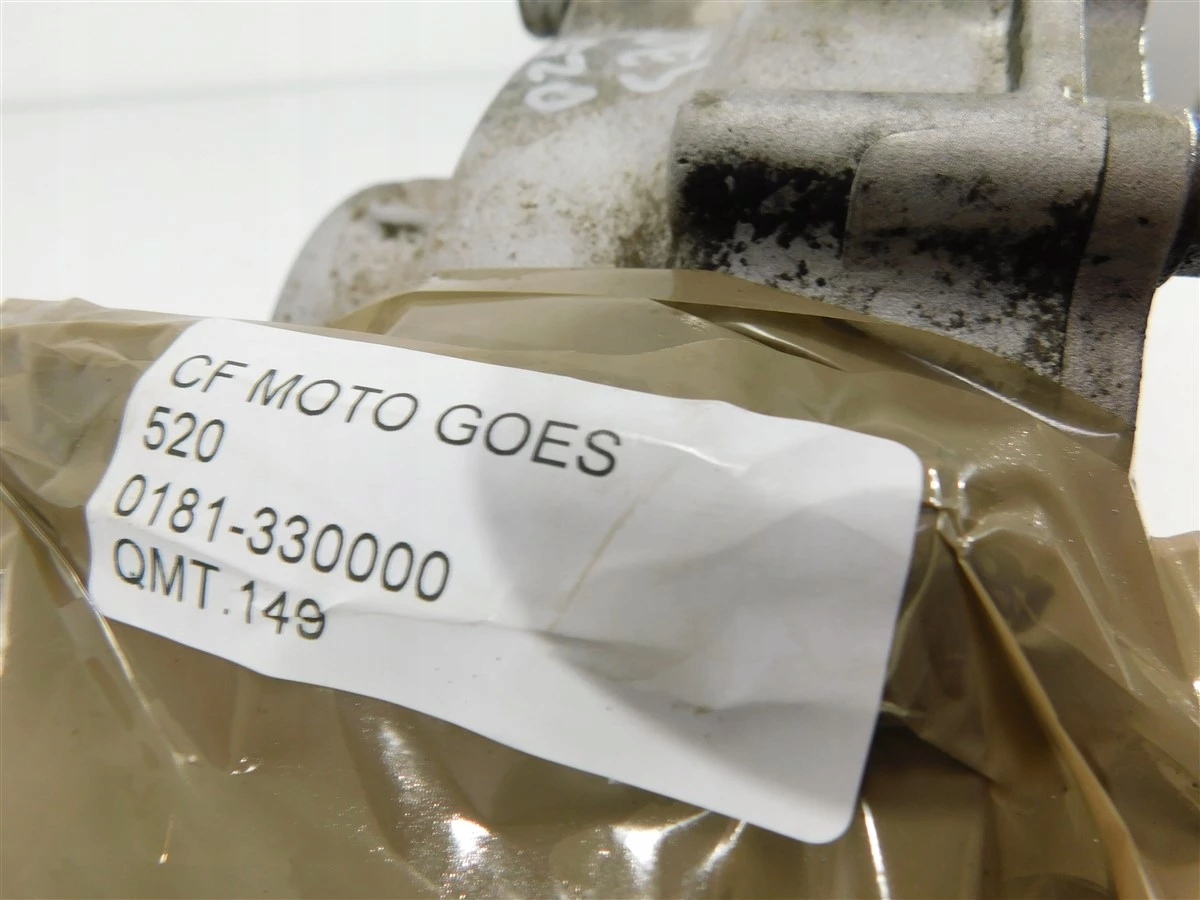 CF MOTO GOES
520
0181-330000
QMT.149